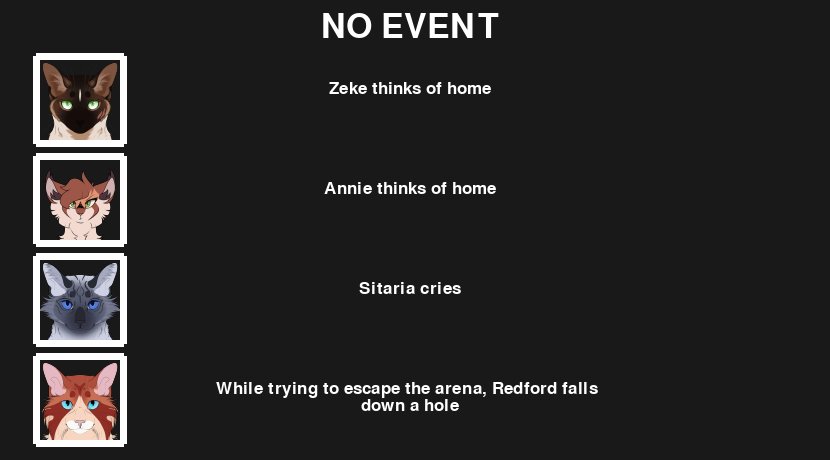 NO EVENT
Zeke thinks of home
Annie thinks of home
Sitaria cries
While trying to escape the arena, Redford falls
down a hole